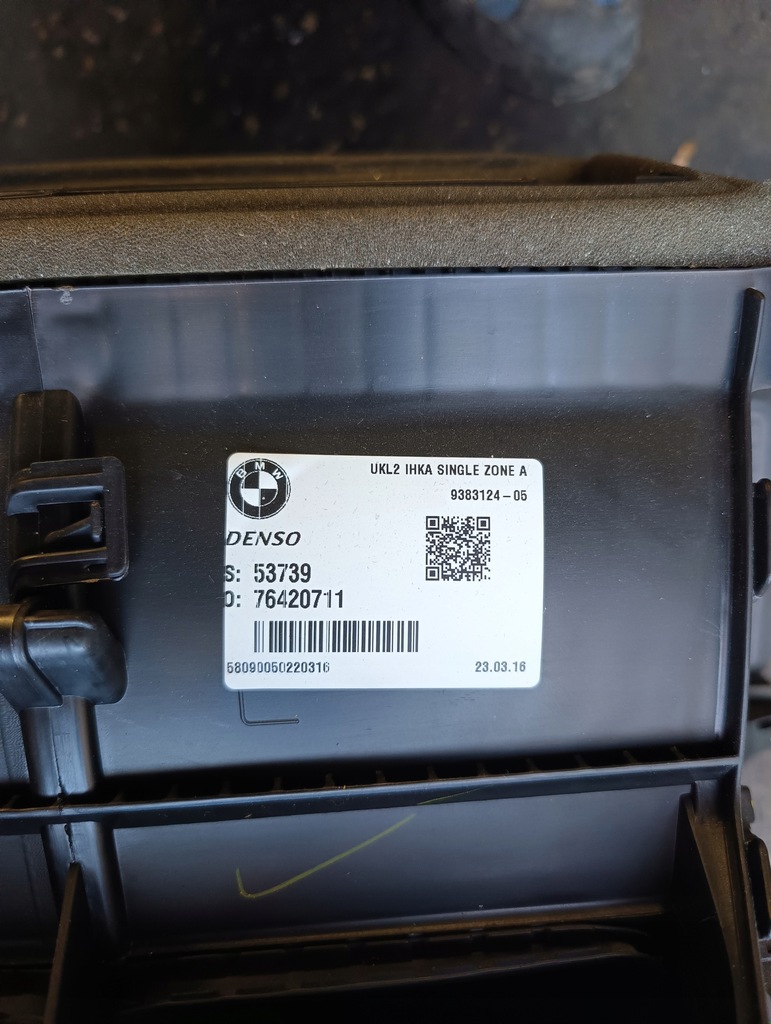 BMW
UKL2 IHKA SINGLE ZONE A
9383124-05
DENSO
S: 53739
O: 76420711
58090050220316
23.03.16